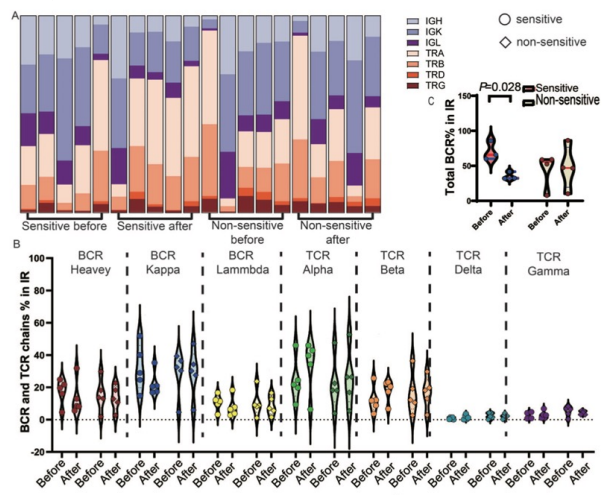 A
IGH
IGK
IGL
TRA
TRB
TRD
TRG
sensitive
non-sensitive
Sensitive before
Sensitive after
Non-sensitive
before
Non-sensitive
after
C
P=0.028
Sensitive
Non-sensitive
Total BCR% in IR
150
100
50
0
Before
After
Before
After
B
BCR and TCR chains % in IR
100
80
60
40
20
0
-20
BCR
Heavey
BCR
Kappa
BCR
Lammbda
TCR
Alpha
TCR
Beta
TCR
Delta
TCR
Gamma
Before
After
Before
After
Before
After
Before
After
Before
After
Before
After
Before
After
Before
After
Before
After
Before
After
Before
After
Before
After
Before
After
Before
After